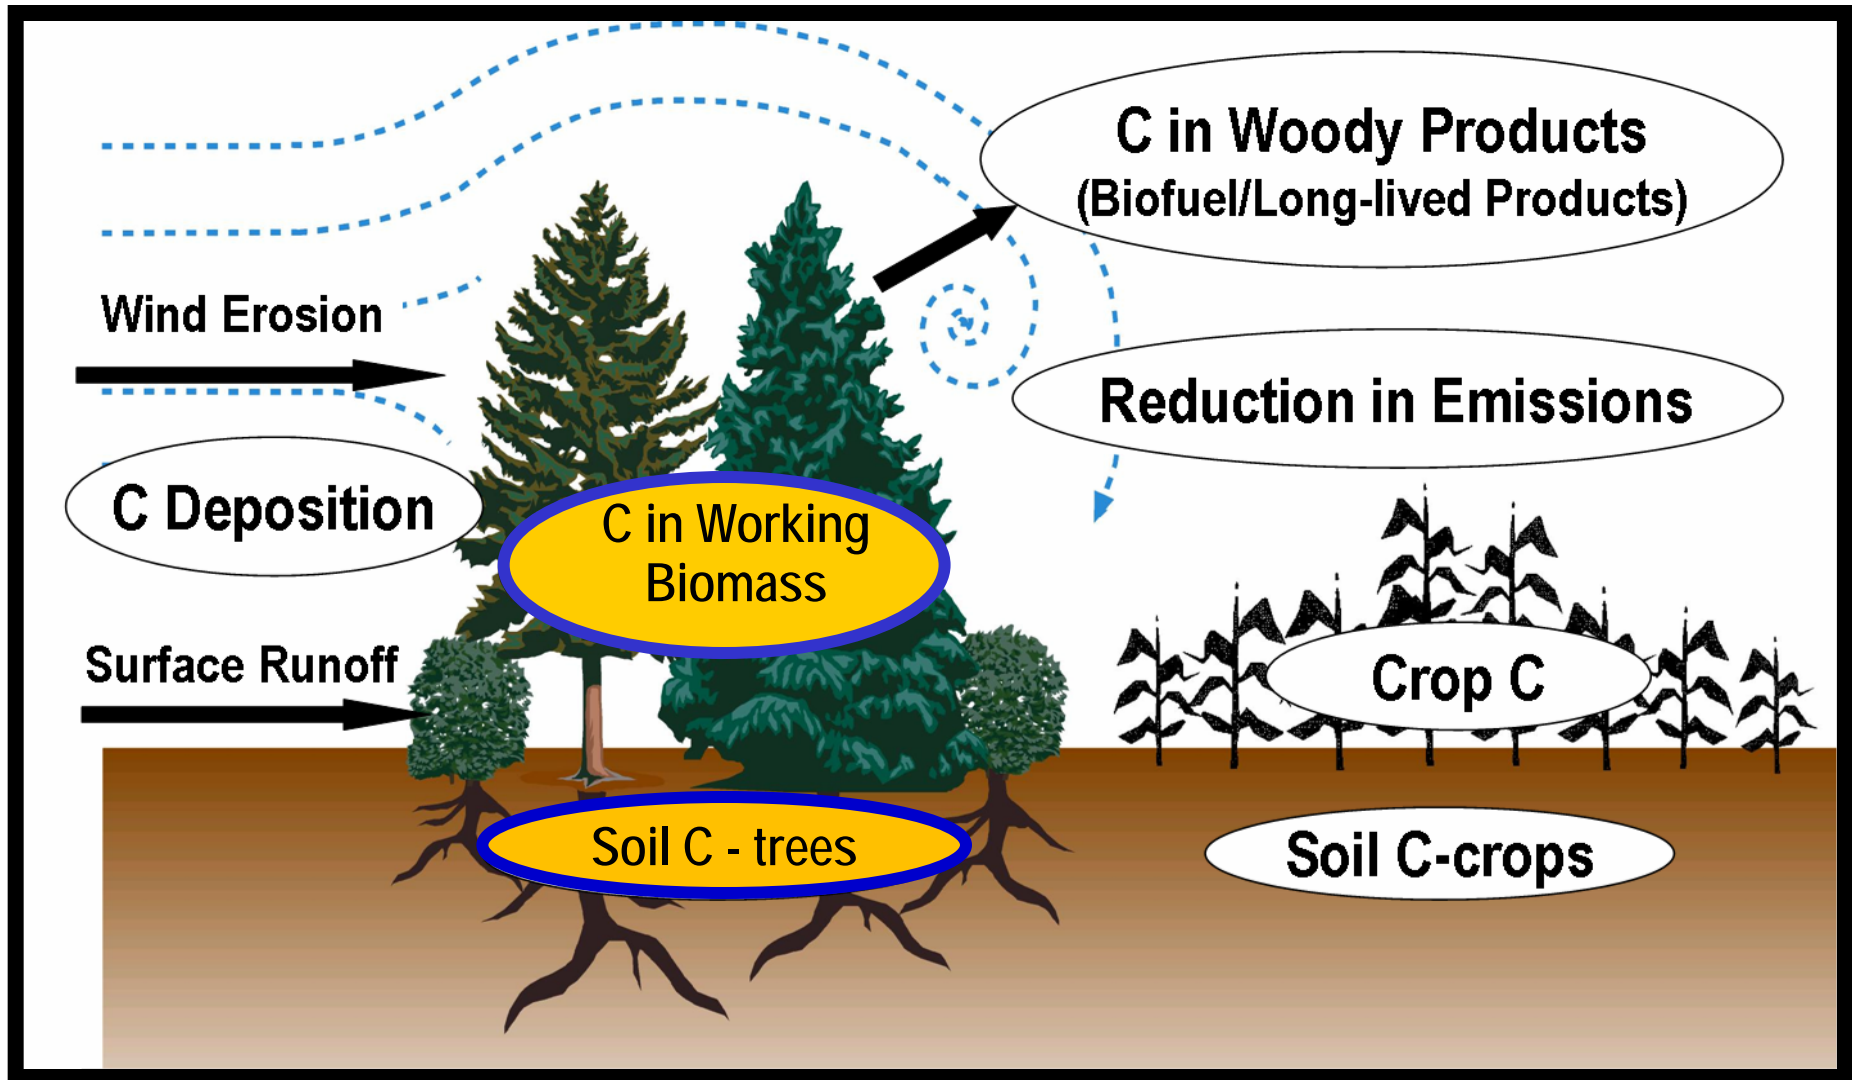 C in Woody Products
(Biofuel/Long-lived Products)
Wind Erosion
Reduction in Emissions
C Deposition
C in Working
Biomass
Surface Runoff
Crop C
Soil C - trees
Soil C-crops